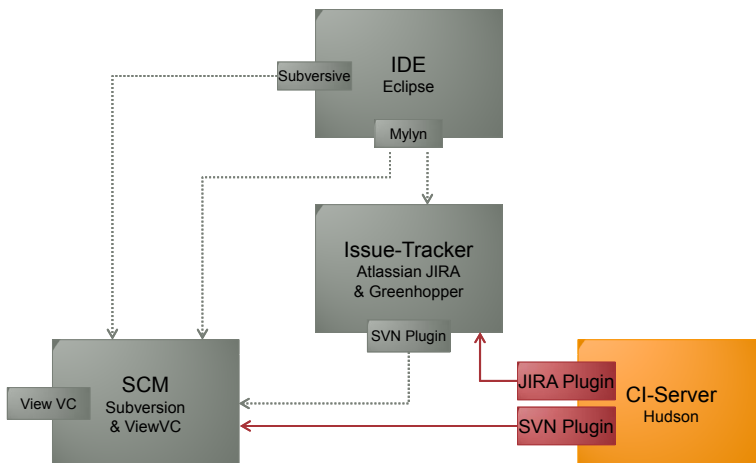 IDE
Eclipse
Subversive
Mylyn
Issue-Tracker
Atlassian JIRA
& Greenhopper
SVN Plugin
SCM
Subversion
& ViewVC
View VC
JIRA Plugin
SVN Plugin
CI-Server
Hudson